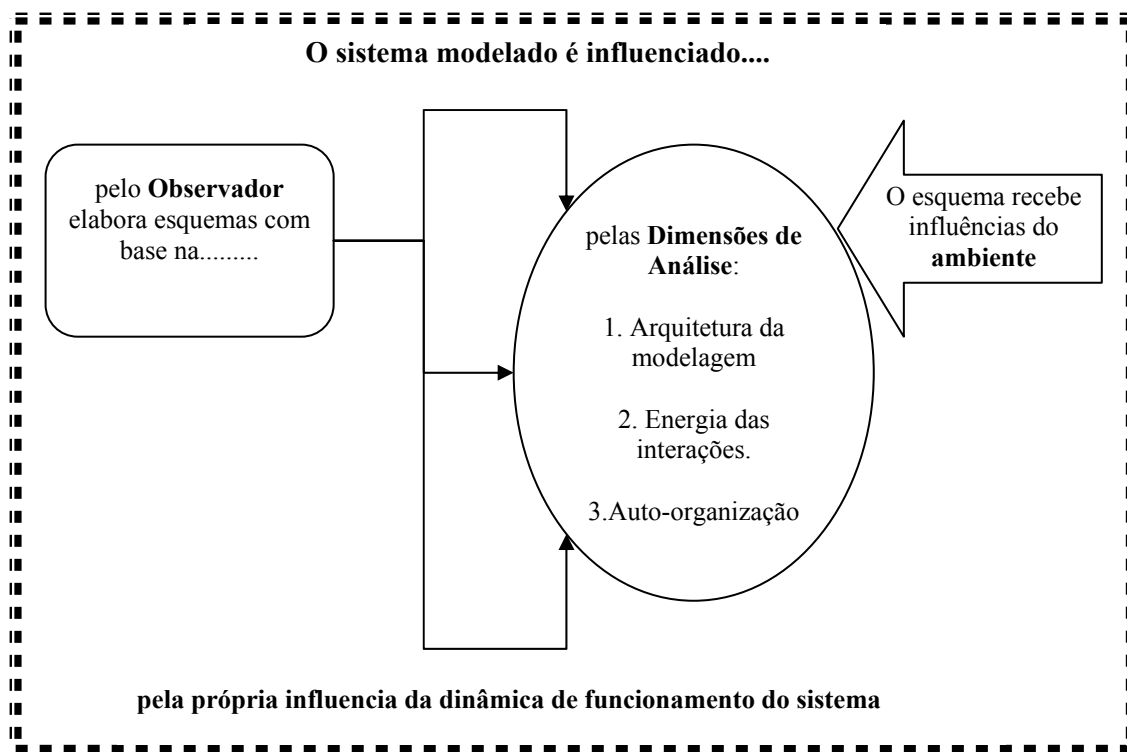 O sistema modelado é influenciado....
pelo Observador
elabora esquemas com
base na.........
pelas Dimensões de
Análise:
1. Arquitetura da
modelagem
2. Energia das
interações.
3.Auto-organização
O esquema recebe
influências do
ambiente
pela própria influencia da dinâmica de funcionamento do sistema